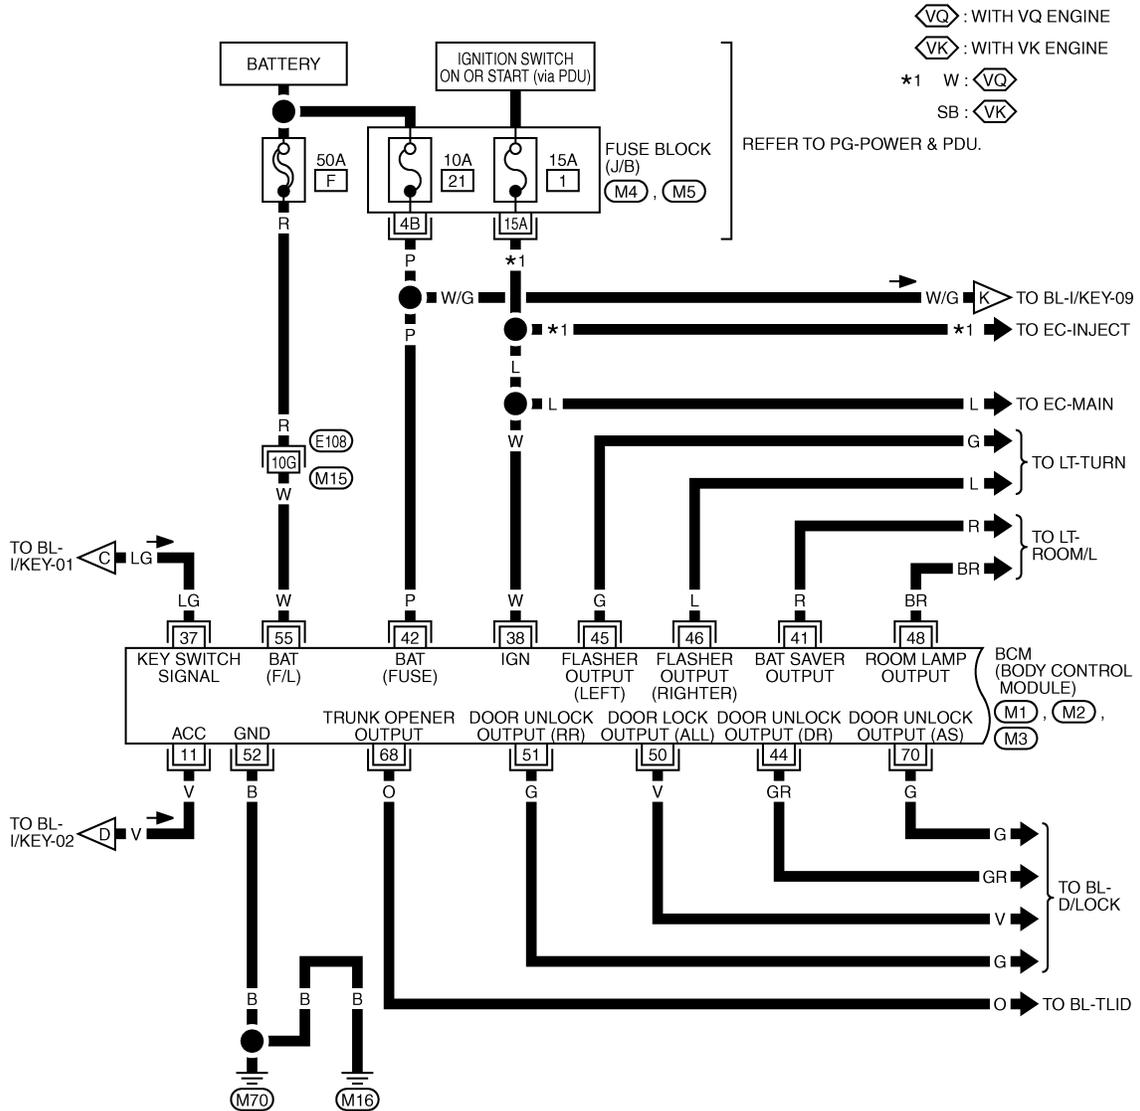 VQ : WITH VQ ENGINE
VK : WITH VK ENGINE
*1 W : VQ
SB : VK
BATTERY
IGNITION SWITCH
ON OR START (via PDU)
REFER TO PG-POWER & PDU.
50A
F
10A
21
15A
1
FUSE BLOCK
(J/B)
M4 , M5
R
4B
15A
P
*1
W/G
W/G
K
TO BL-I/KEY-09
P
*1
*1
TO EC-INJECT
L
L
L
TO EC-MAIN
R
E108
10G
M15
W
W
G
L
TO LT-TURN
R
BR
TO LT-
ROOM/L
TO BL-
I/KEY-01
C
LG
LG
W
P
W
G
L
R
BR
37
55
42
38
45
46
41
48
KEY SWITCH
SIGNAL
BAT
(F/L)
BAT
(FUSE)
IGN
FLASHER
OUTPUT
(LEFT)
FLASHER
OUTPUT
(RIGHTER)
BAT SAVER
OUTPUT
ROOM LAMP
OUTPUT
BCM
(BODY CONTROL
MODULE)
M1 , M2 ,
M3
ACC
GND
TRUNK OPENER
OUTPUT
DOOR UNLOCK
OUTPUT (RR)
DOOR LOCK
OUTPUT (ALL)
DOOR UNLOCK
OUTPUT (DR)
DOOR UNLOCK
OUTPUT (AS)
11
52
68
51
50
44
70
V
B
O
G
V
GR
G
TO BL-
I/KEY-02
D
V
G
GR
V
G
TO BL-
D/LOCK
B
B
B
O
TO BL-TLID
M70
M16